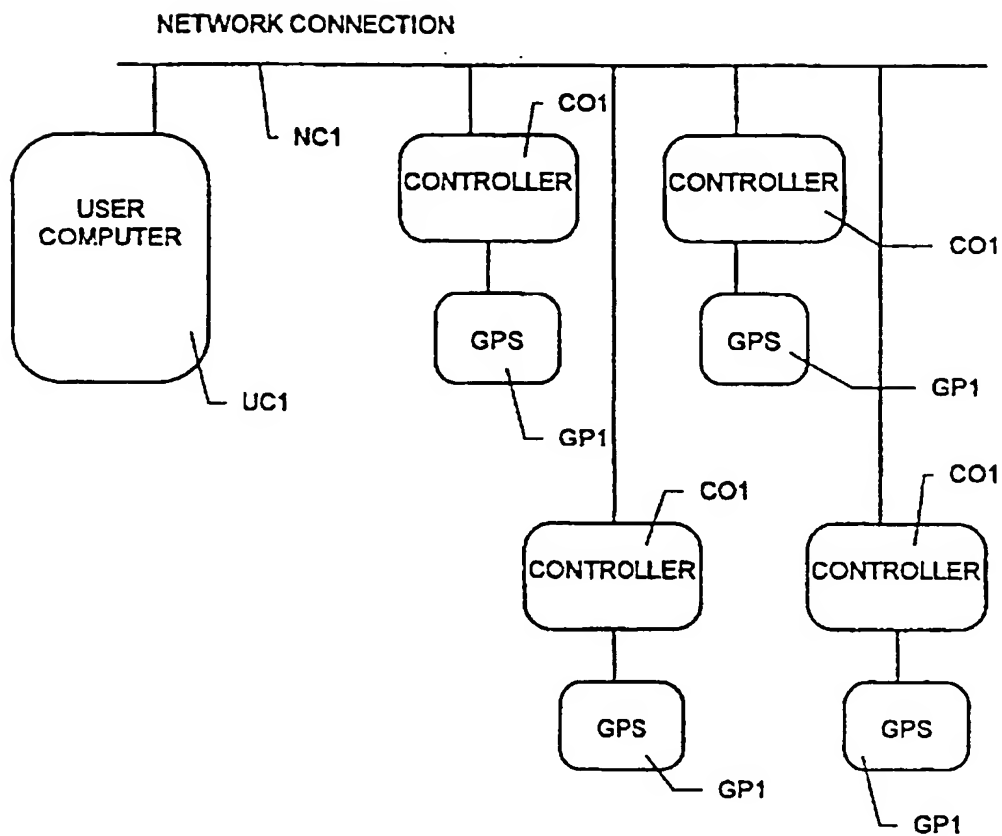 NETWORK CONNECTION
NC1
CO1
CONTROLLER
CONTROLLER
USER
COMPUTER
CO1
GPS
GPS
UC1
GP1
GP1
CO1
CO1
CONTROLLER
CONTROLLER
GPS
GPS
GP1
GP1